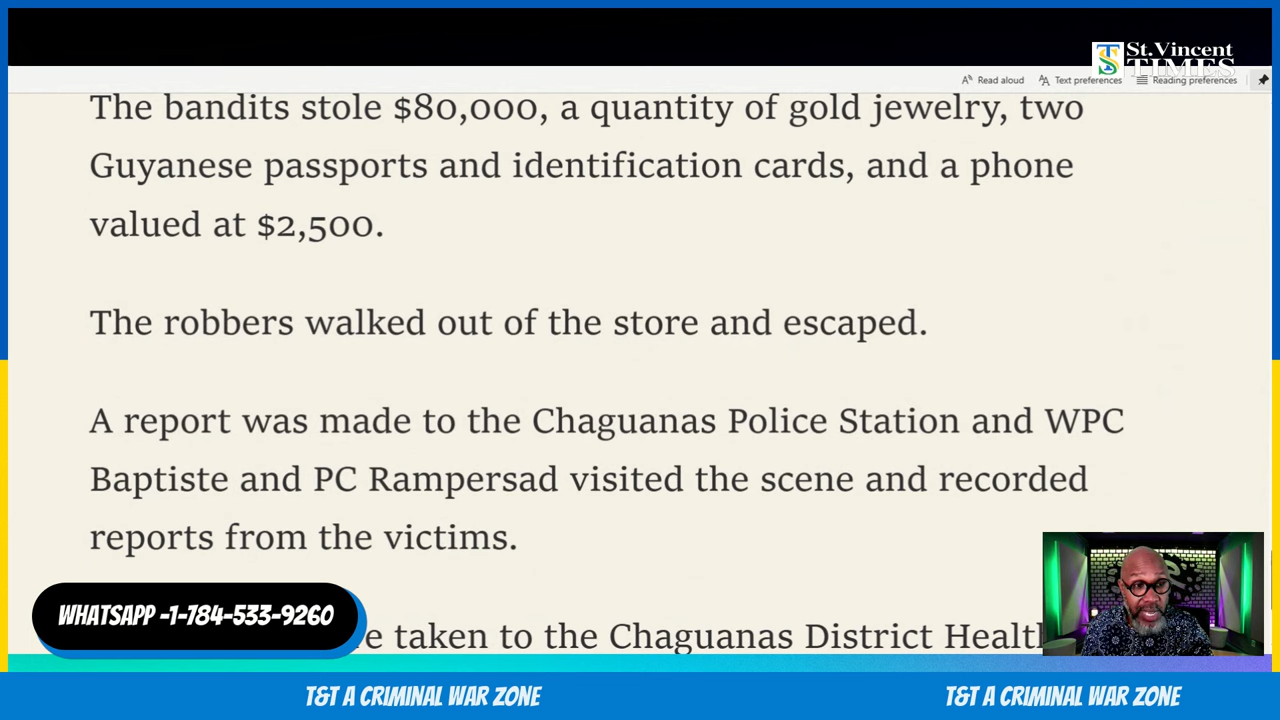 St.Vincent
TIMES
Read aloud
Text preferences
Reading preferences
The bandits stole $80,000, a quantity of gold jewelry, two
Guyanese passports and identification cards, and a phone
valued at $2,500.
The robbers walked out of the store and escaped.
A report was made to the Chaguanas Police Station and WPC
Baptiste and PC Rampersad visited the scene and recorded
reports from the victims.
WHATSAPP -1-784-533-9260
taken to the Chaguanas District Health
T&T A CRIMINAL WAR ZONE
T&T A CRIMINAL WAR ZONE